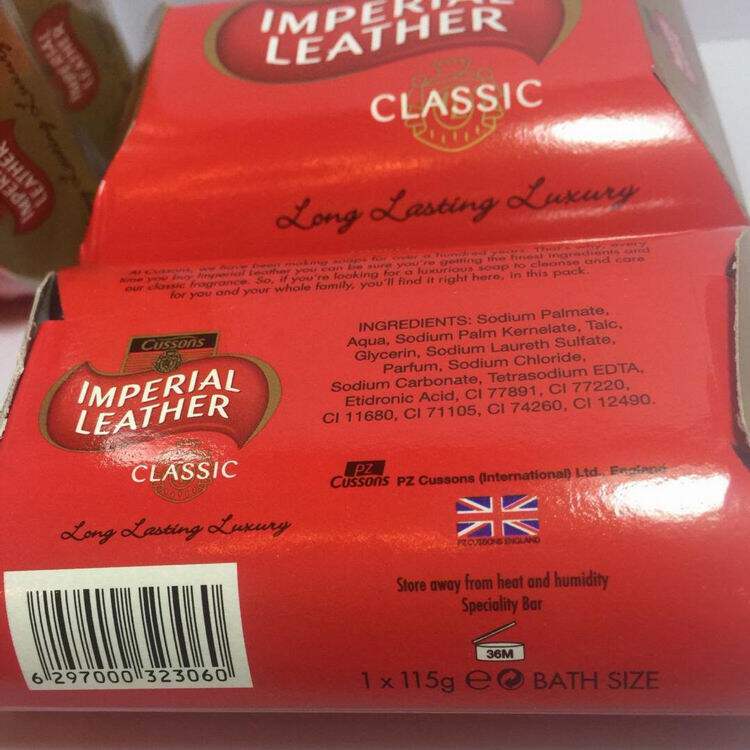 IMPERIAL
LEATHER
CLASSIC
Long Lasting Luxury
IMPERIAL
LEATHER
IMPERIAL
LEATHER
Luxury
At Cussons, we have been making soaps for over a hundred years. That's why, every
time you buy Imperial Leather you can be sure you're getting the finest ingredients and
our classic fragrance. So, if you're looking for a luxurious soap to cleanse and care
for you and your whole family, you'll find it right here, in this pack.
Cussons
IMPERIAL
LEATHER
CLASSIC
Long Lasting Luxury
INGREDIENTS: Sodium Palmate,
Aqua, Sodium Palm Kernelate, Talc,
Glycerin, Sodium Laureth Sulfate,
Parfum, Sodium Chloride,
Sodium Carbonate, Tetrasodium EDTA,
Etidronic Acid, CI 77891, CI 77220,
CI 11680, CI 71105, CI 74260, CI 12490.
PZ
Cussons PZ Cussons (International) Ltd. England
PZ CUSSONS ENGLAND
Store away from heat and humidity
Speciality Bar
36M
1 x 115g e BATH SIZE
6 297000 323060